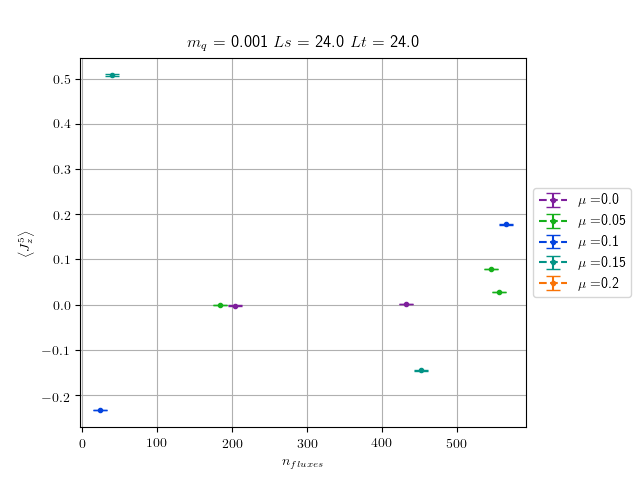 m_q = 0.001 Ls = 24.0 Lt = 24.0
0.5
0.4
0.3
0.2
0.1
0.0
−0.1
−0.2
⟨J_z^5⟩
0 100 200 300 400 500
n_{fluxes}
μ =0.0
μ =0.05
μ =0.1
μ =0.15
μ =0.2